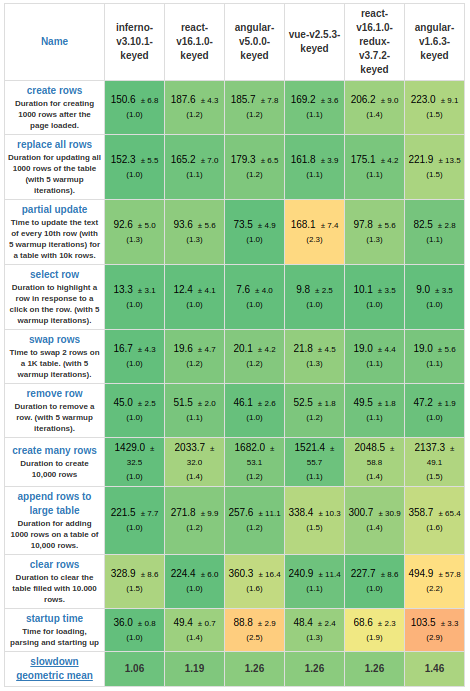 Name
inferno-
v3.10.1-
keyed
react-
v16.1.0-
keyed
angular-
v5.0.0-
keyed
vue-v2.5.3-
keyed
react-
v16.1.0-
redux-
v3.7.2-
keyed
angular-
v1.6.3-
keyed
create rows
Duration for creating
1000 rows after the
page loaded.
150.6 ± 6.8
(1.0)
187.6 ± 4.3
(1.2)
185.7 ± 7.8
(1.2)
169.2 ± 3.6
(1.1)
206.2 ± 9.0
(1.4)
223.0 ± 9.1
(1.5)
replace all rows
Duration for updating all
1000 rows of the table
(with 5 warmup
iterations).
152.3 ± 5.5
(1.0)
165.2 ± 7.0
(1.1)
179.3 ± 6.5
(1.2)
161.8 ± 3.9
(1.1)
175.1 ± 4.2
(1.1)
221.9 ± 13.5
(1.5)
partial update
Time to update the text
of every 10th row (with
5 warmup iterations) for
a table with 10k rows.
92.6 ± 5.0
(1.3)
93.6 ± 5.6
(1.3)
73.5 ± 4.9
(1.0)
168.1 ± 7.4
(2.3)
97.8 ± 5.6
(1.3)
82.5 ± 2.8
(1.1)
select row
Duration to highlight a
row in response to a
click on the row. (with 5
warmup iterations).
13.3 ± 3.1
(1.0)
12.4 ± 4.1
(1.0)
7.6 ± 4.0
(1.0)
9.8 ± 2.5
(1.0)
10.1 ± 3.5
(1.0)
9.0 ± 3.5
(1.0)
swap rows
Time to swap 2 rows on
a 1K table. (with 5
warmup iterations).
16.7 ± 4.3
(1.0)
19.6 ± 4.7
(1.2)
20.1 ± 4.2
(1.2)
21.8 ± 4.5
(1.3)
19.0 ± 4.4
(1.1)
19.0 ± 5.6
(1.1)
remove row
Duration to remove a
row. (with 5 warmup
iterations).
45.0 ± 2.5
(1.0)
51.5 ± 2.0
(1.1)
46.1 ± 2.6
(1.0)
52.5 ± 1.8
(1.2)
49.5 ± 1.8
(1.1)
47.2 ± 1.9
(1.0)
create many rows
Duration to create
10,000 rows
1429.0 ±
32.5
(1.0)
2033.7 ±
32.0
(1.4)
1682.0 ±
53.1
(1.2)
1521.4 ±
55.7
(1.1)
2048.5 ±
58.8
(1.4)
2137.3 ±
49.1
(1.5)
append rows to
large table
Duration for adding
1000 rows on a table of
10,000 rows.
221.5 ± 7.7
(1.0)
271.8 ± 9.9
(1.2)
257.6 ± 11.1
(1.2)
338.4 ± 10.3
(1.5)
300.7 ± 30.9
(1.4)
358.7 ± 65.4
(1.6)
clear rows
Duration to clear the
table filled with 10.000
rows.
328.9 ± 8.6
(1.5)
224.4 ± 6.0
(1.0)
360.3 ± 16.4
(1.6)
240.9 ± 11.4
(1.1)
227.7 ± 8.6
(1.0)
494.9 ± 57.8
(2.2)
startup time
Time for loading,
parsing and starting up
36.0 ± 0.8
(1.0)
49.4 ± 0.7
(1.4)
88.8 ± 2.9
(2.5)
48.4 ± 2.4
(1.3)
68.6 ± 2.3
(1.9)
103.5 ± 3.3
(2.9)
slowdown
geometric mean
1.06
1.19
1.26
1.26
1.26
1.46